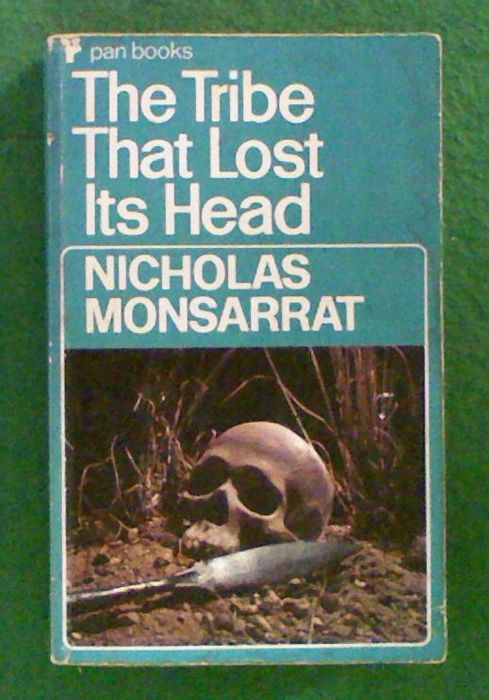 pan books
The Tribe
That Lost
Its Head
NICHOLAS
MONSARRAT